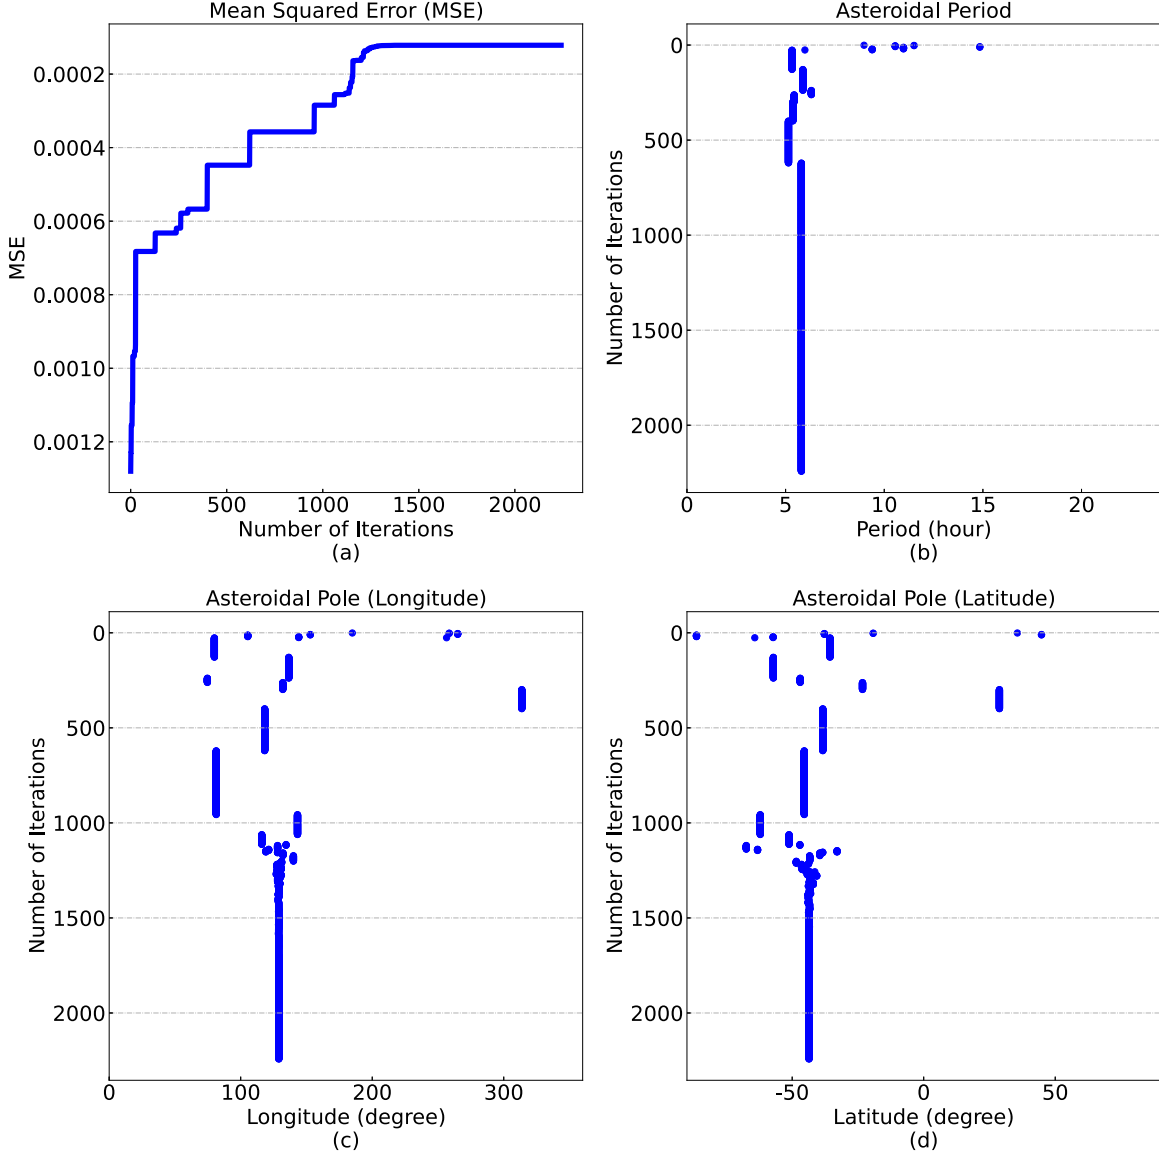 Mean Squared Error (MSE)
0.0002
0.0004
0.0006
0.0008
0.0010
0.0012
MSE
0 500 1000 1500 2000
Number of Iterations
(a)
Asteroidal Period
0
500
1000
1500
2000
Number of Iterations
0 5 10 15 20
Period (hour)
(b)
Asteroidal Pole (Longitude)
0
500
1000
1500
2000
Number of Iterations
0 100 200 300
Longitude (degree)
(c)
Asteroidal Pole (Latitude)
0
500
1000
1500
2000
Number of Iterations
-50 0 50
Latitude (degree)
(d)